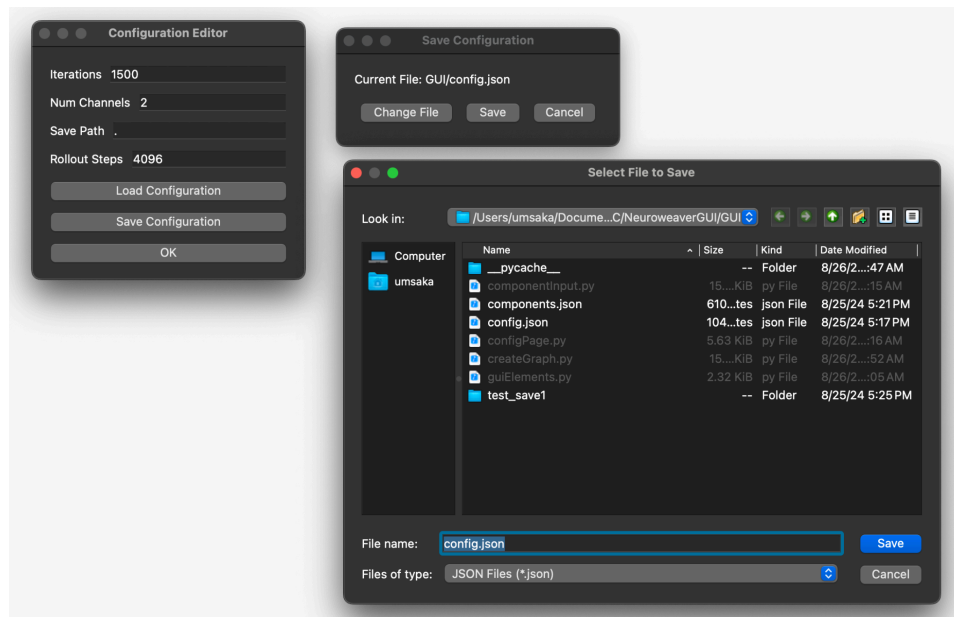 Configuration Editor
Iterations 1500
Num Channels 2
Save Path .
Rollout Steps 4096
Load Configuration
Save Configuration
OK
Save Configuration
Current File: GUI/config.json
Change File Save Cancel
Select File to Save
Look in: /Users/umsaka/Docume...C/NeuroweaverGUI/GUI
Computer
umsaka
Name Size Kind Date Modified
__pycache__ -- Folder 8/26/2...:47 AM
componentInput.py 15....KiB py File 8/26/2...:15 AM
components.json 610...tes json File 8/25/24 5:21 PM
config.json 104...tes json File 8/25/24 5:17 PM
configPage.py 5.63 KiB py File 8/26/2...:16 AM
createGraph.py 15....KiB py File 8/26/2...:52 AM
guiElements.py 2.32 KiB py File 8/26/2...:05 AM
test_save1 -- Folder 8/25/24 5:25 PM
File name: config.json Save
Files of type: JSON Files (*.json) Cancel